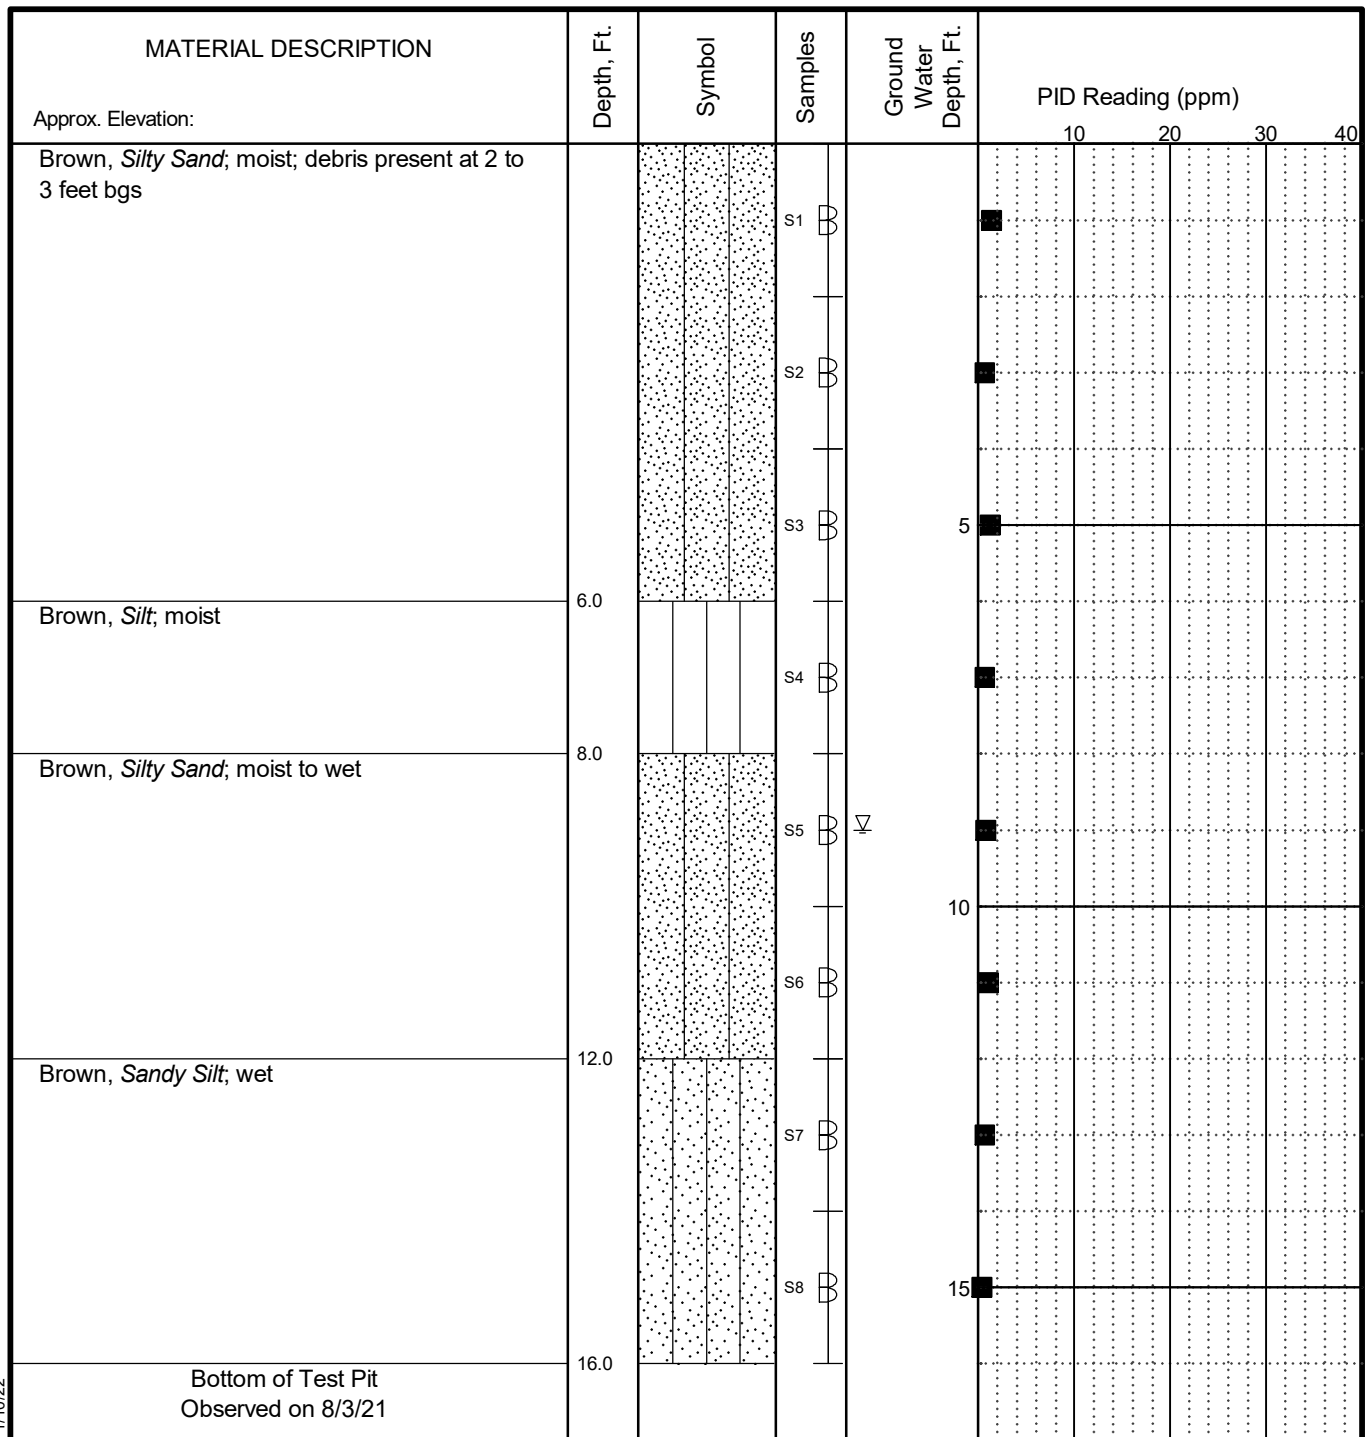 MATERIAL DESCRIPTION
Approx. Elevation:
Depth, Ft.
Symbol
Samples
Ground
Water
Depth, Ft.
PID Reading (ppm)
10 20 30 40
Brown, Silty Sand; moist; debris present at 2 to
3 feet bgs
S1
S2
S3
5
6.0
Brown, Silt; moist
S4
8.0
Brown, Silty Sand; moist to wet
S5
10
S6
12.0
Brown, Sandy Silt; wet
S7
S8
15
16.0
Bottom of Test Pit
Observed on 8/3/21